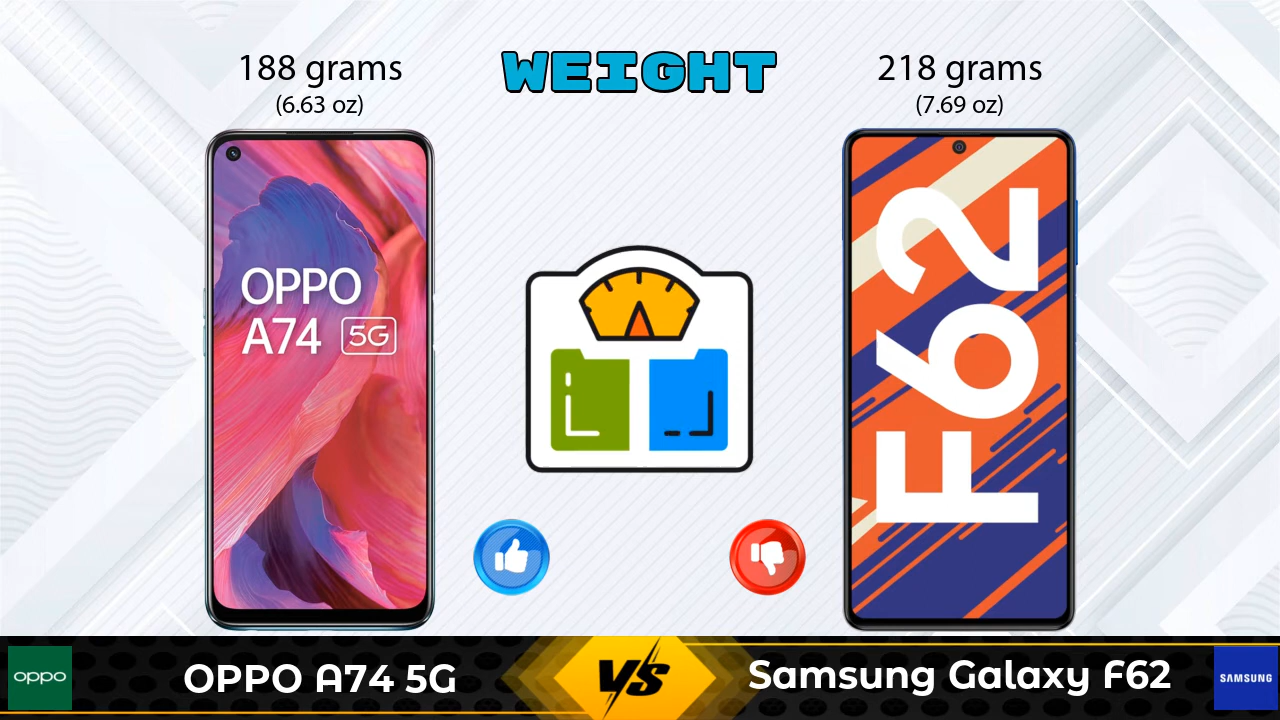 WEIGHT
188 grams
(6.63 oz)
218 grams
(7.69 oz)
OPPO
A74 5G
F62
oppo
OPPO A74 5G
VS
Samsung Galaxy F62
SAMSUNG